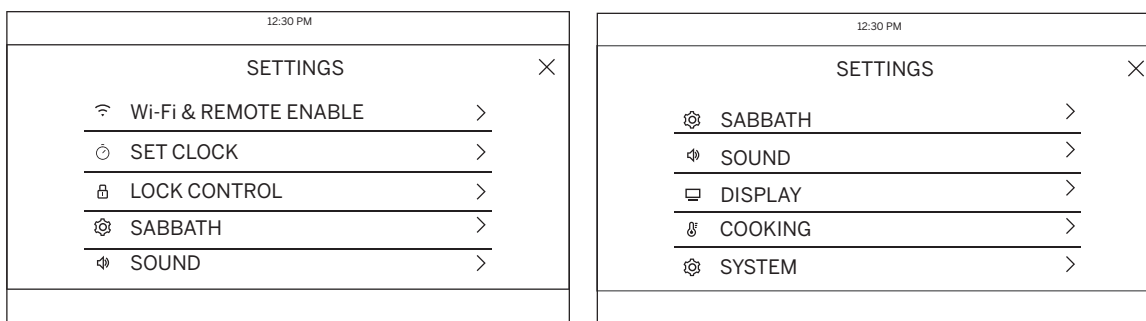 12:30 PM
SETTINGS
Wi-Fi & REMOTE ENABLE
SET CLOCK
LOCK CONTROL
SABBATH
SOUND
12:30 PM
SETTINGS
SABBATH
SOUND
DISPLAY
COOKING
SYSTEM